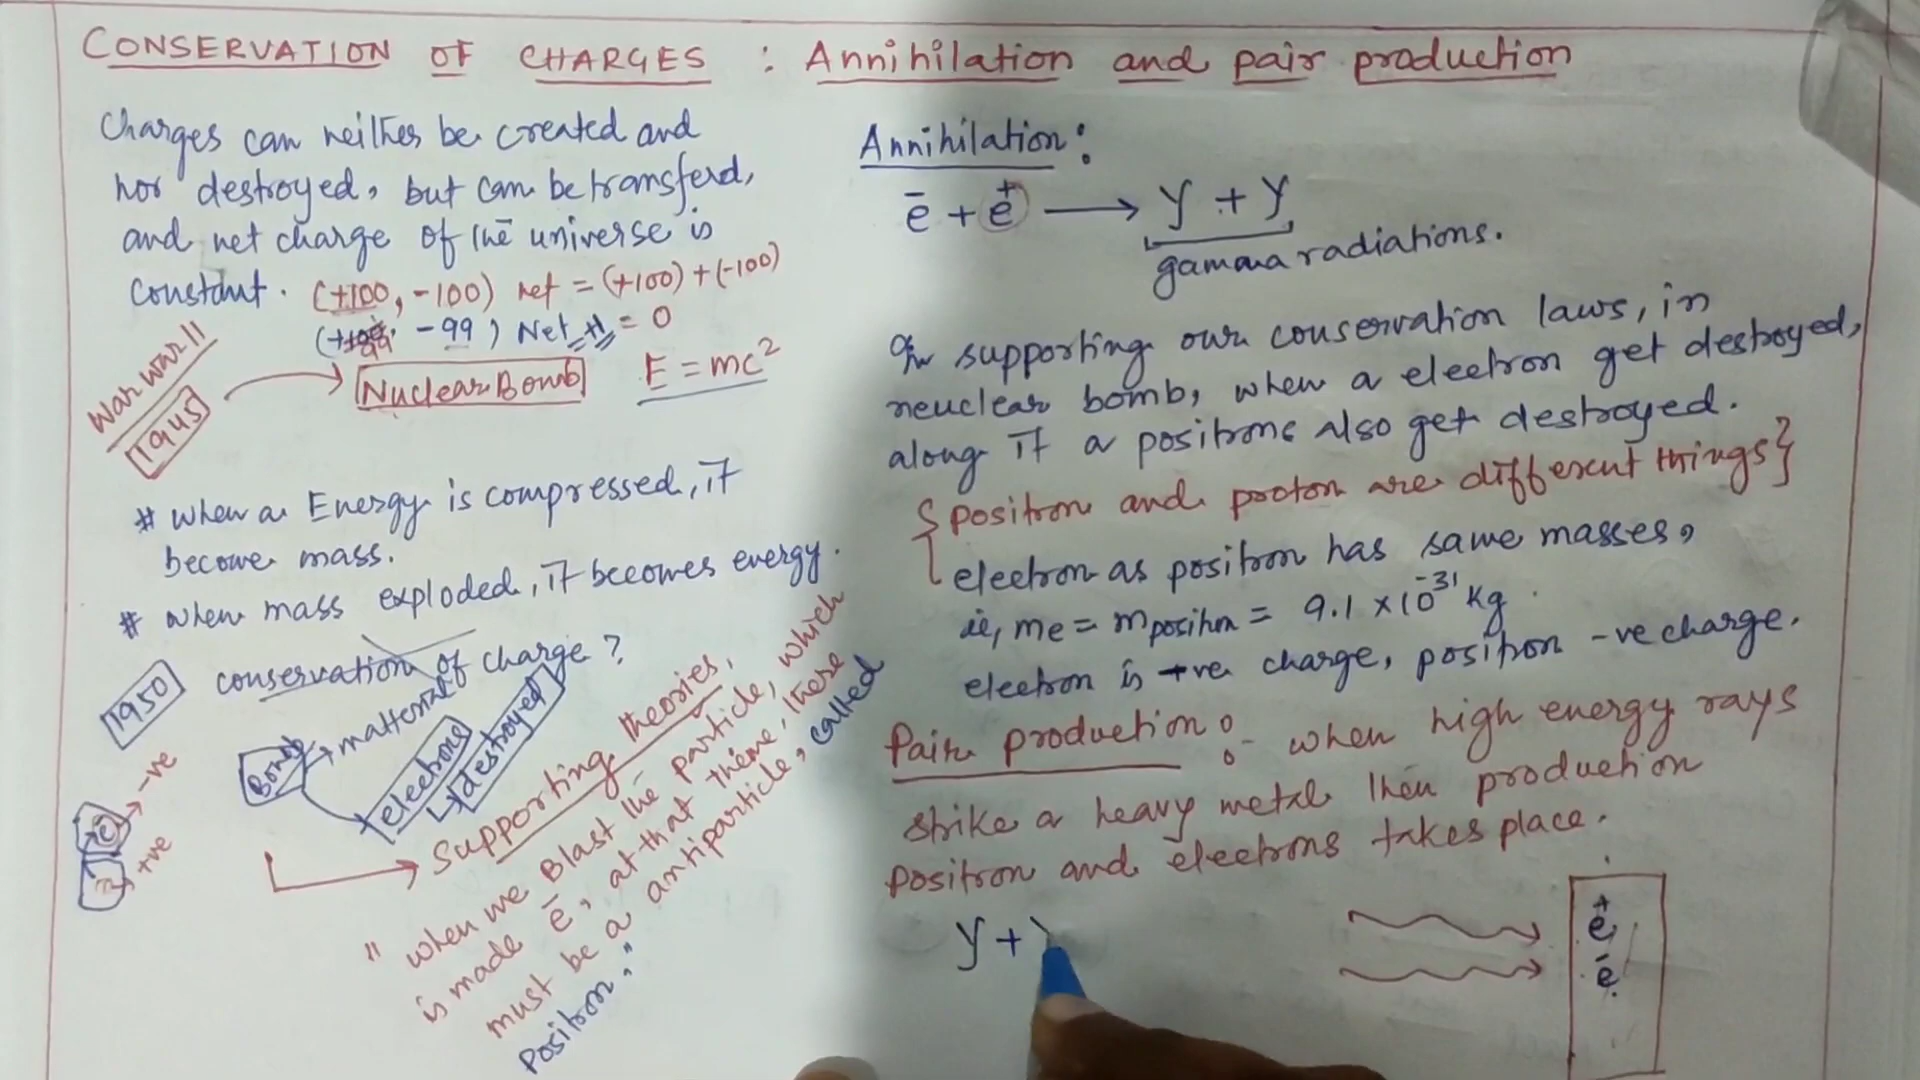 CONSERVATION OF CHARGES : Annihilation and pair production
Charges can neither be created and
nor destroyed, but can be transferd,
and net charge of the universe is
constant. (+100, -100) net = (+100) + (-100)
(+99, -99) Net = 0
War war II
1945
Nuclear Bomb
E = mc²
# when a Energy is compressed, it
become mass.
# when mass exploded, it becomes energy.
1950
conservation of charge?
Bomb
matter
electrons
destroyed
e -ve
+ve
Supporting theories,
" when we Blast the particle, which
is made e⁻, at that theme, there
must be a antiparticle, called
Positron."
Annihilation:
e⁻ + e⁺ → γ + γ
gamma radiations.
In supporting our conservation laws, in
neuclear bomb, when a electron get destroyed,
along it a positrons also get destroyed.
{positron and proton are different things}
electron as positron has same masses,
ie, me = mpositron = 9.1 × 10⁻³¹ kg.
electron is +ve charge, positron -ve charge.
Pair production :- when high energy rays
strike a heavy metal then production
positron and electrons takes place.
γ +
e⁺
e⁻